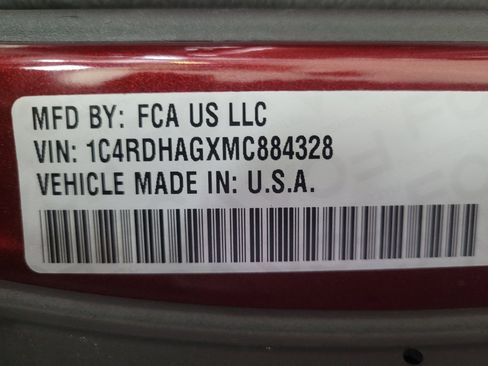 MFD BY: FCA US LLC
VIN: 1C4RDHAGXMC884328
VEHICLE MADE IN: U.S.A.